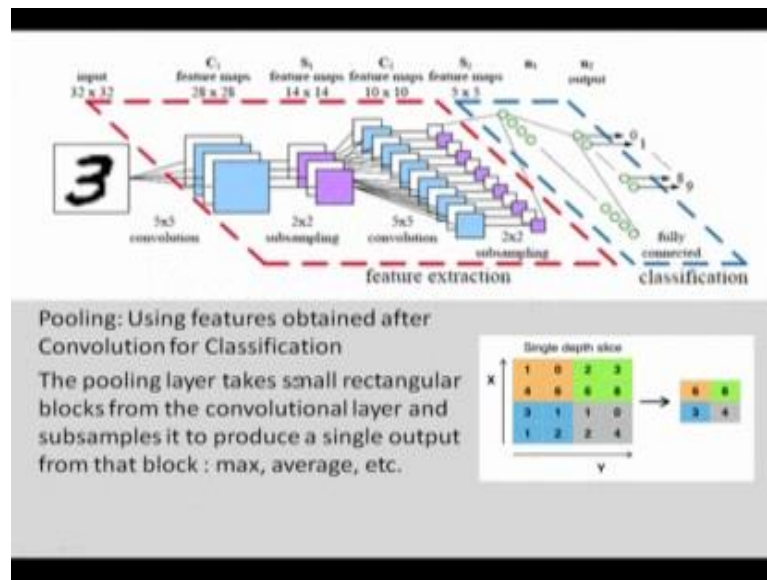 C₁ S₁ C₂ S₂ n₁ n₂
input feature maps feature maps feature maps feature maps output
32 x 32 28 x 28 14 x 14 10 x 10 5 x 5
3
0
1
8
9
5x5 2x2 5x5 2x2 fully
convolution subsampling convolution subsampling connected
feature extraction classification
Pooling: Using features obtained after
Convolution for Classification
The pooling layer takes small rectangular
blocks from the convolutional layer and
subsamples it to produce a single output
from that block : max, average, etc.
Single depth slice
X
1 0 2 3
4 6 6 8
3 1 1 0
1 2 2 4
6 8
3 4
Y